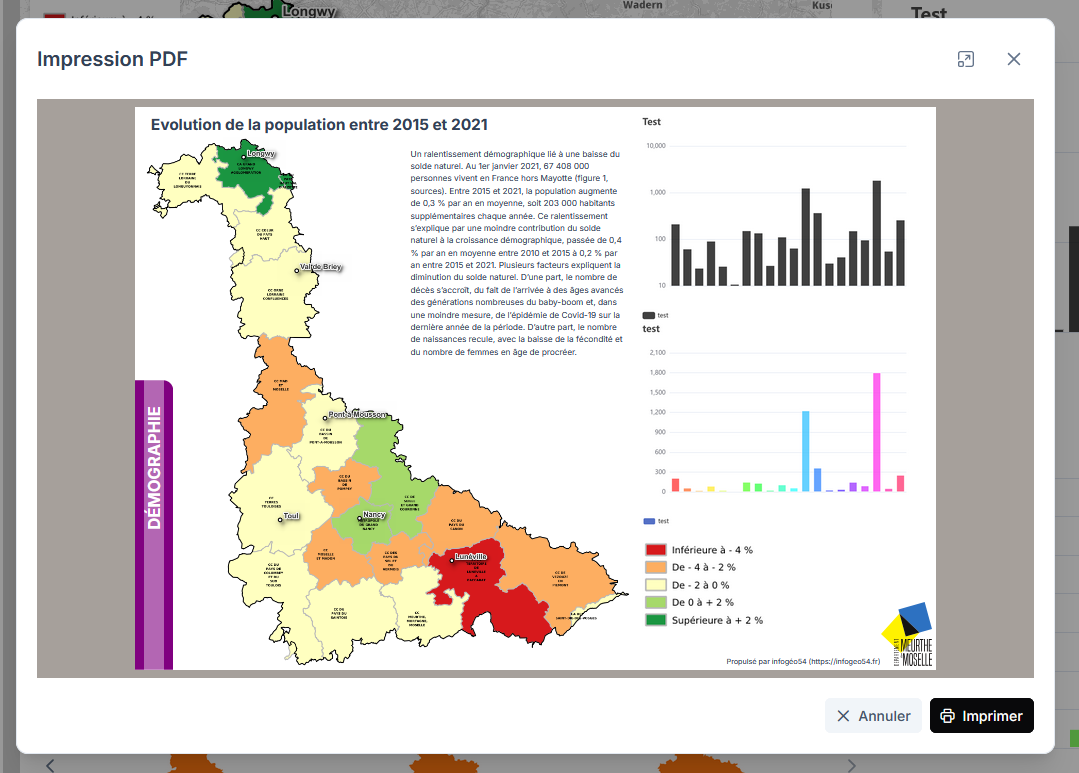 Longwy
Wadern
Test
Impression PDF
Evolution de la population entre 2015 et 2021
Un ralentissement démographique lié à une baisse du
solde naturel. Au 1er janvier 2021, 67 408 000
personnes vivent en France hors Mayotte (figure 1,
sources). Entre 2015 et 2021, la population augmente
de 0,3 % par an en moyenne, soit 203 000 habitants
supplémentaires chaque année. Ce ralentissement
s'explique par une moindre contribution du solde
naturel à la croissance démographique, passée de 0,4
% par an en moyenne entre 2010 et 2015 à 0,2 % par
an entre 2015 et 2021. Plusieurs facteurs expliquent la
diminution du solde naturel. D'une part, le nombre de
décès s'accroît, du fait de l'arrivée à des âges avancés
des générations nombreuses du baby-boom et, dans
une moindre mesure, de l'épidémie de Covid-19 sur la
dernière année de la période. D'autre part, le nombre
de naissances recule, avec la baisse de la fécondité et
du nombre de femmes en âge de procréer.
Longwy
Val de Briey
Pont à Mousson
Nancy
Toul
Lunéville
DÉMOGRAPHIE
Test
10,000
1,000
100
10
test
test
2,100
1,800
1,500
1,200
900
600
300
0
test
Inférieure à - 4 %
De - 4 à - 2 %
De - 2 à 0 %
De 0 à + 2 %
Supérieure à + 2 %
Propulsé par infogéo54 (https://infogeo54.fr)
MEURTHE
MOSELLE
Annuler
Imprimer